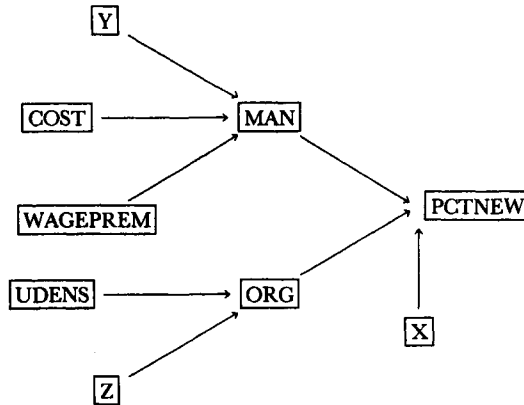 Y
COST
MAN
WAGEPREM
PCTNEW
UDENS
ORG
X
Z